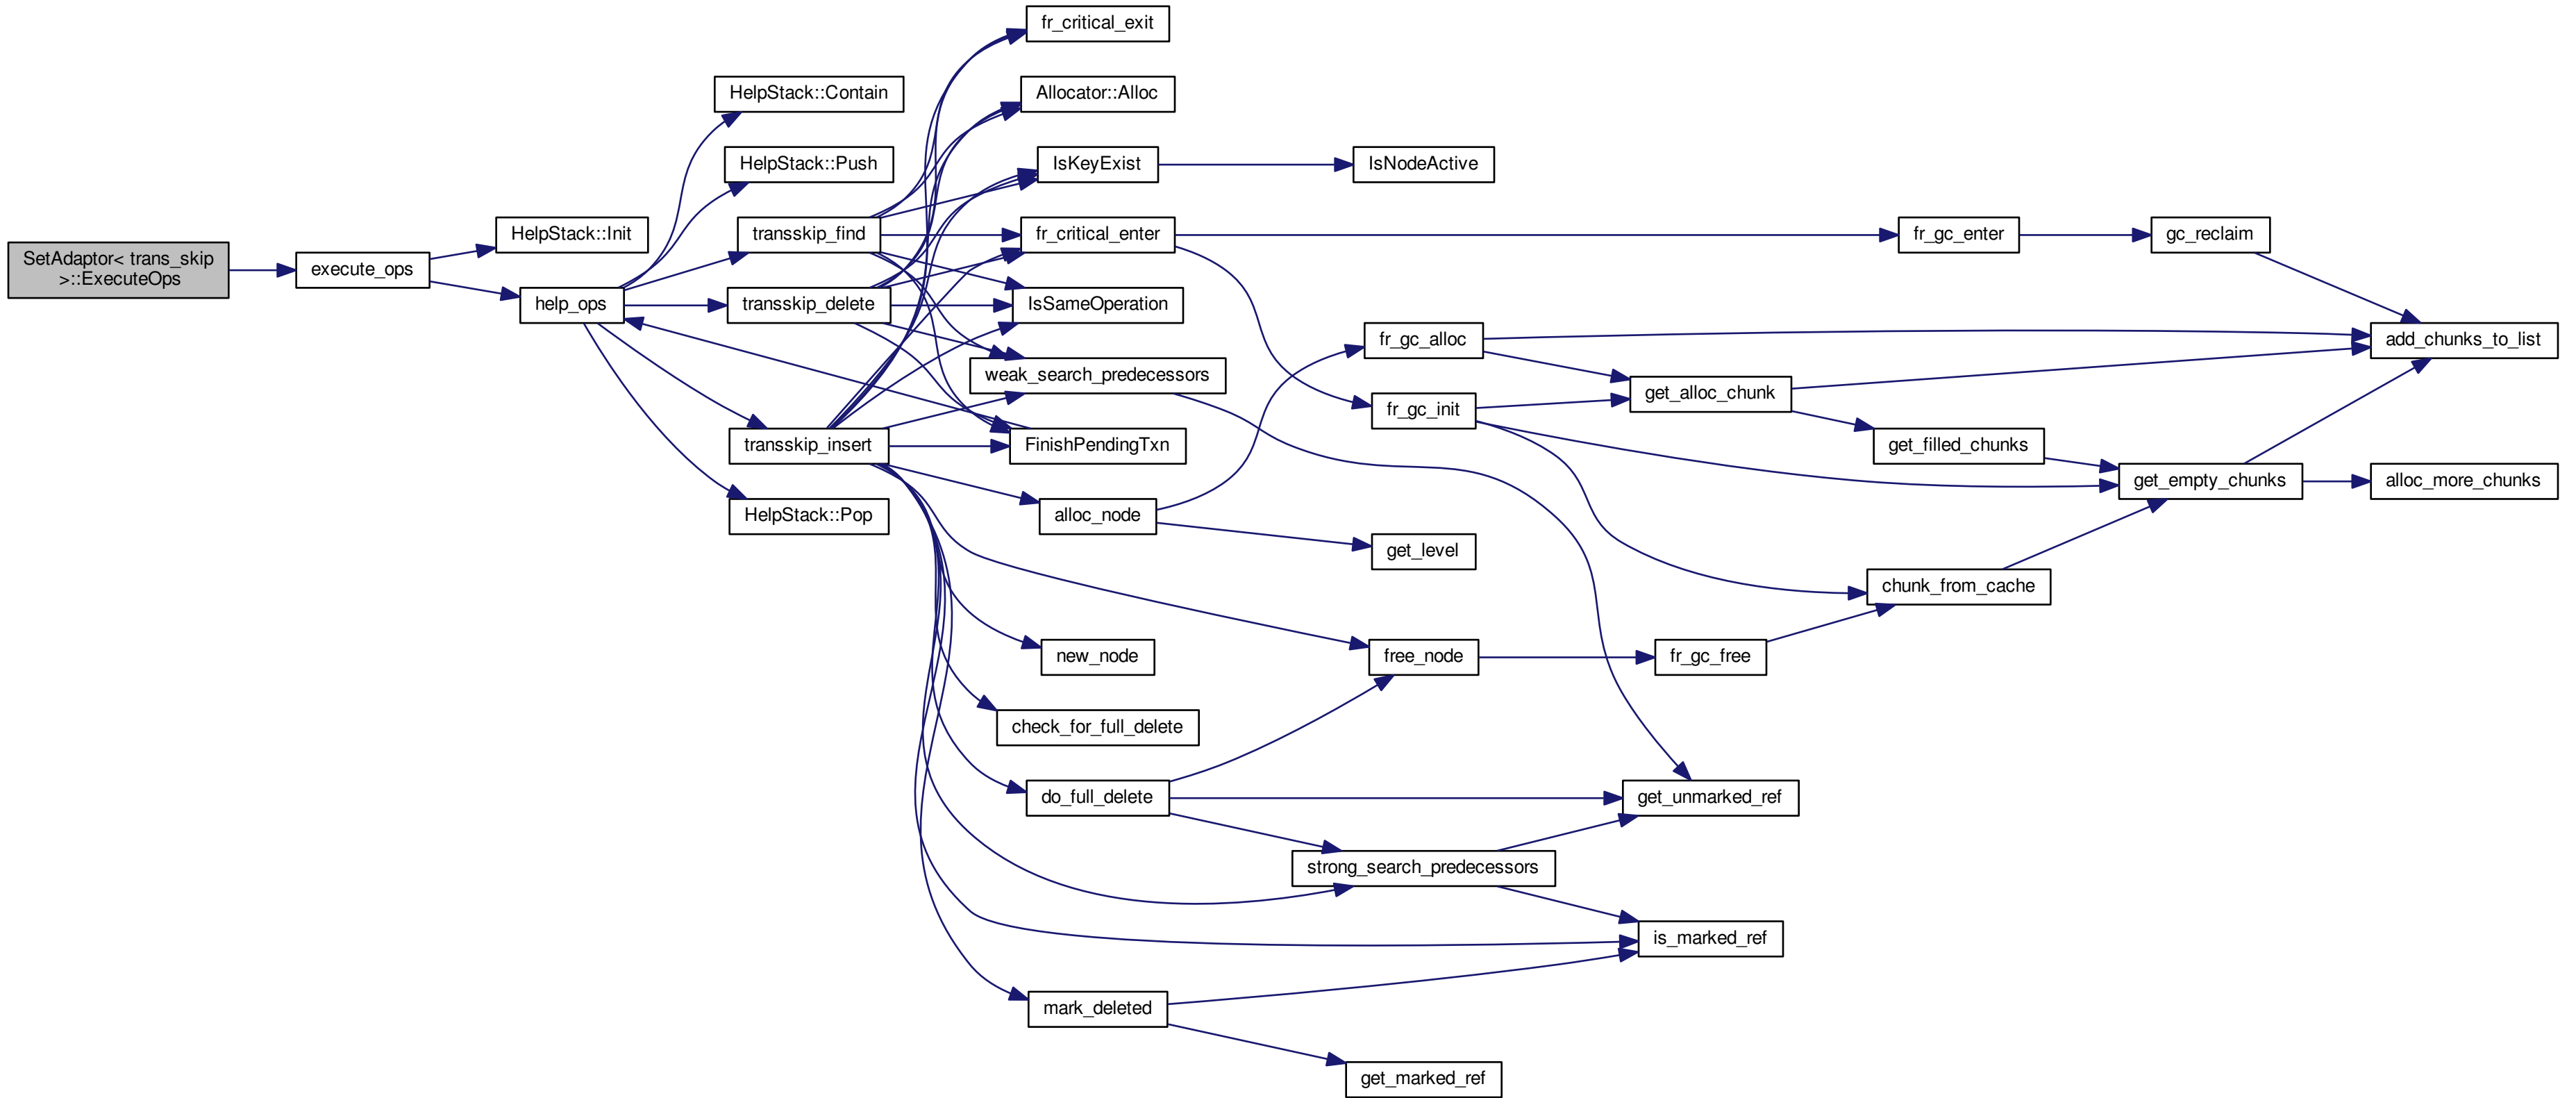 SetAdaptor< trans_skip
>::ExecuteOps
execute_ops
HelpStack::Init
help_ops
HelpStack::Contain
HelpStack::Push
transskip_find
transskip_delete
transskip_insert
HelpStack::Pop
fr_critical_exit
Allocator::Alloc
IsKeyExist
fr_critical_enter
IsSameOperation
weak_search_predecessors
FinishPendingTxn
alloc_node
new_node
check_for_full_delete
do_full_delete
mark_deleted
IsNodeActive
fr_gc_alloc
fr_gc_init
get_level
free_node
strong_search_predecessors
get_marked_ref
get_alloc_chunk
fr_gc_free
get_unmarked_ref
is_marked_ref
fr_gc_enter
get_filled_chunks
chunk_from_cache
gc_reclaim
get_empty_chunks
add_chunks_to_list
alloc_more_chunks